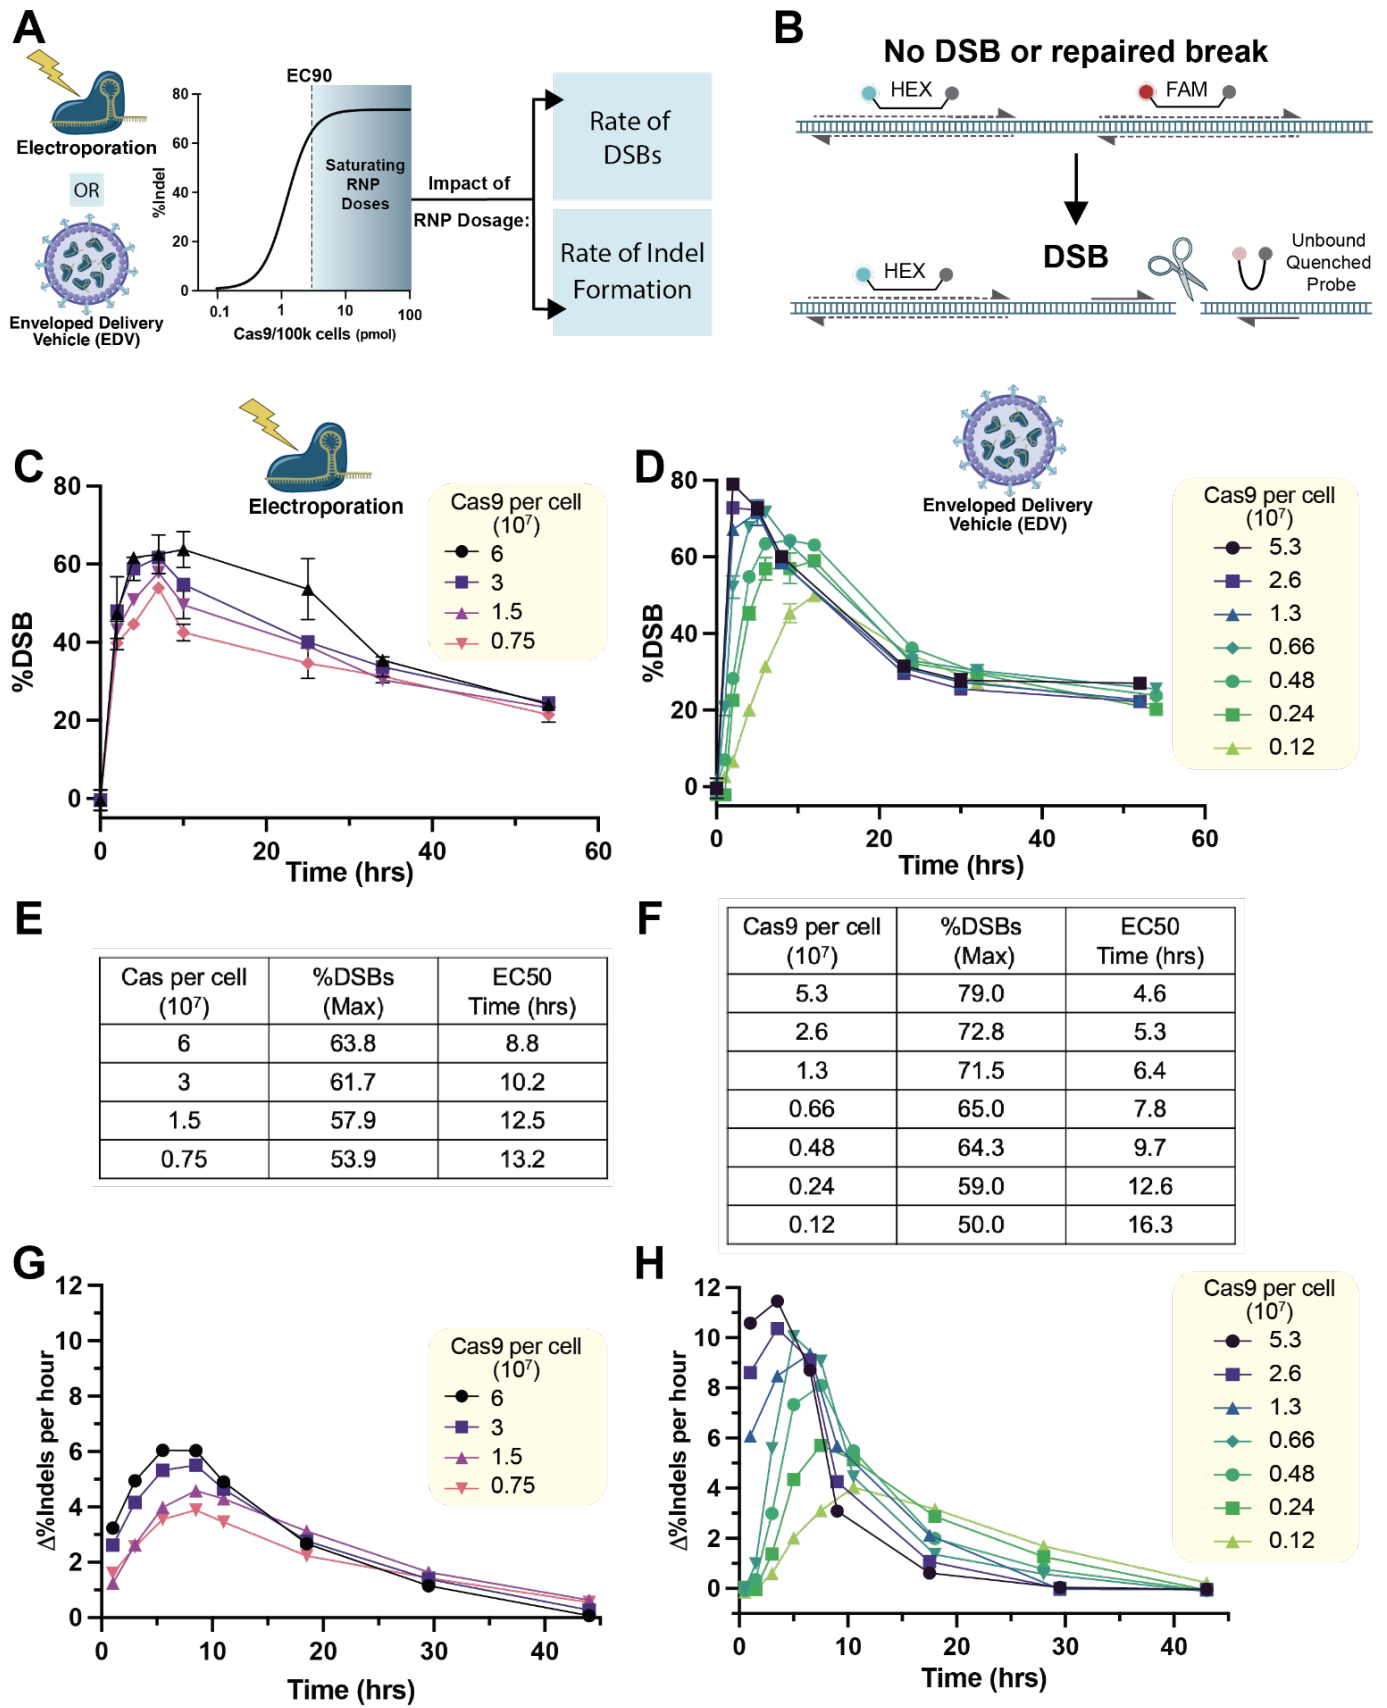 A
Electroporation
OR
Enveloped Delivery
Vehicle (EDV)
EC90
80
60
40
20
0
%Indel
0.1
1
10
100
Cas9/100k cells (pmol)
Saturating
RNP
Doses
Impact of
RNP Dosage:
Rate of
DSBs
Rate of Indel
Formation
B
No DSB or repaired break
HEX
FAM
DSB
HEX
Unbound
Quenched
Probe
C
Electroporation
80
60
40
20
0
%DSB
0
20
40
60
Time (hrs)
Cas9 per cell
(10⁷)
6
3
1.5
0.75
D
Enveloped Delivery
Vehicle (EDV)
80
60
40
20
0
%DSB
0
20
40
60
Time (hrs)
Cas9 per cell
(10⁷)
5.3
2.6
1.3
0.66
0.48
0.24
0.12
E
Cas per cell (10⁷) %DSBs (Max) EC50 Time (hrs)
6 63.8 8.8
3 61.7 10.2
1.5 57.9 12.5
0.75 53.9 13.2
F
Cas9 per cell (10⁷) %DSBs (Max) EC50 Time (hrs)
5.3 79.0 4.6
2.6 72.8 5.3
1.3 71.5 6.4
0.66 65.0 7.8
0.48 64.3 9.7
0.24 59.0 12.6
0.12 50.0 16.3
G
12
10
8
6
4
2
0
Δ%Indels per hour
0
10
20
30
40
Time (hrs)
Cas9 per cell
(10⁷)
6
3
1.5
0.75
H
12
10
8
6
4
2
0
Δ%Indels per hour
0
10
20
30
40
Time (hrs)
Cas9 per cell
(10⁷)
5.3
2.6
1.3
0.66
0.48
0.24
0.12